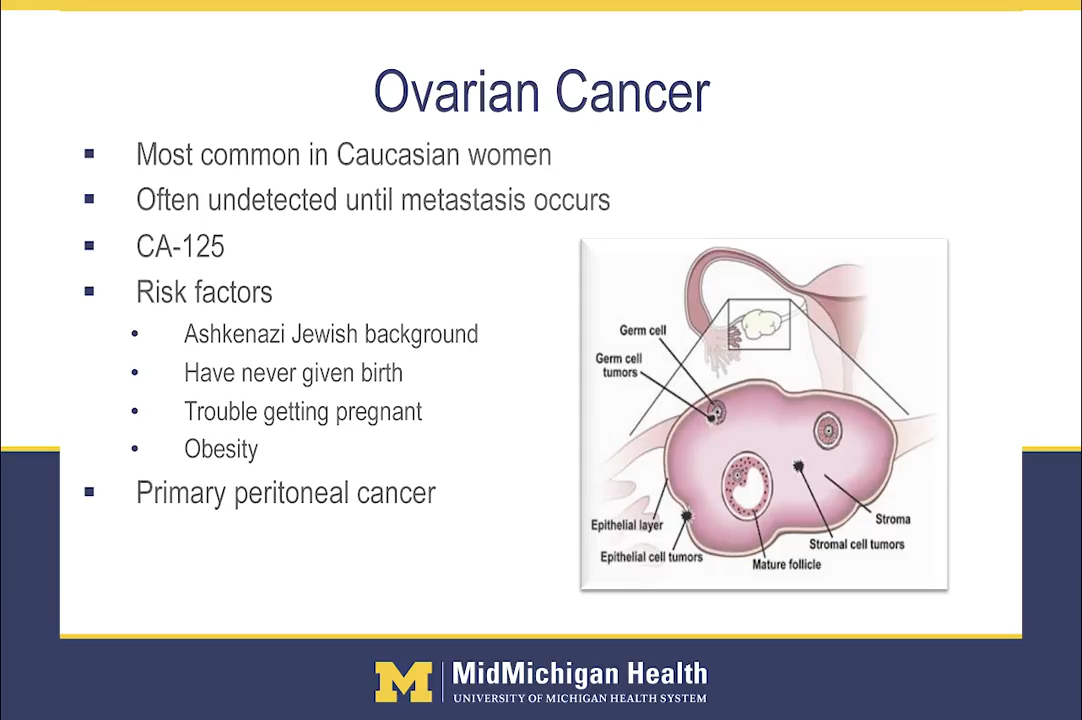 Ovarian Cancer
Most common in Caucasian women
Often undetected until metastasis occurs
CA-125
Risk factors
Ashkenazi Jewish background
Have never given birth
Trouble getting pregnant
Obesity
Primary peritoneal cancer
Germ cell
Germ cell
tumors
Epithelial layer
Epithelial cell tumors
Mature follicle
Stromal cell tumors
Stroma
M
MidMichigan Health
UNIVERSITY OF MICHIGAN HEALTH SYSTEM